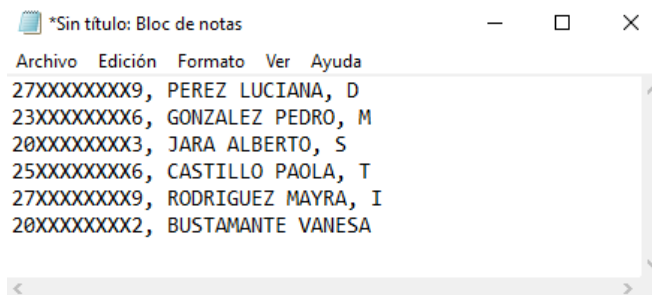 *Sin título: Bloc de notas
Archivo Edición Formato Ver Ayuda
27XXXXXXXX9, PEREZ LUCIANA, D
23XXXXXXXX6, GONZALEZ PEDRO, M
20XXXXXXXX3, JARA ALBERTO, S
25XXXXXXXX6, CASTILLO PAOLA, T
27XXXXXXXX9, RODRIGUEZ MAYRA, I
20XXXXXXXX2, BUSTAMANTE VANESA